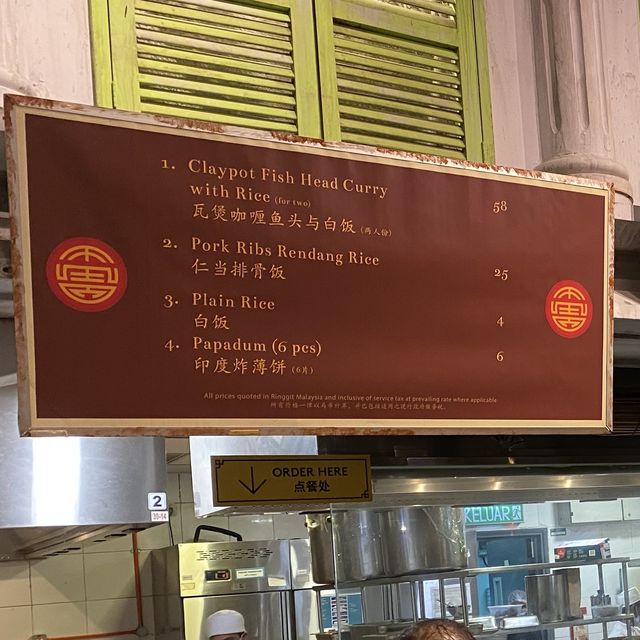 1. Claypot Fish Head Curry
with Rice (for two) 58
瓦煲咖喱鱼头与白饭 (两人份)
2. Pork Ribs Rendang Rice 25
仁当排骨饭
3. Plain Rice 4
白饭
4. Papadum (6 pcs) 6
印度炸薄饼 (6片)
All prices quoted in Ringgit Malaysia and inclusive of service tax at prevailing rate where applicable
ORDER HERE
点餐处
2
KELUAR